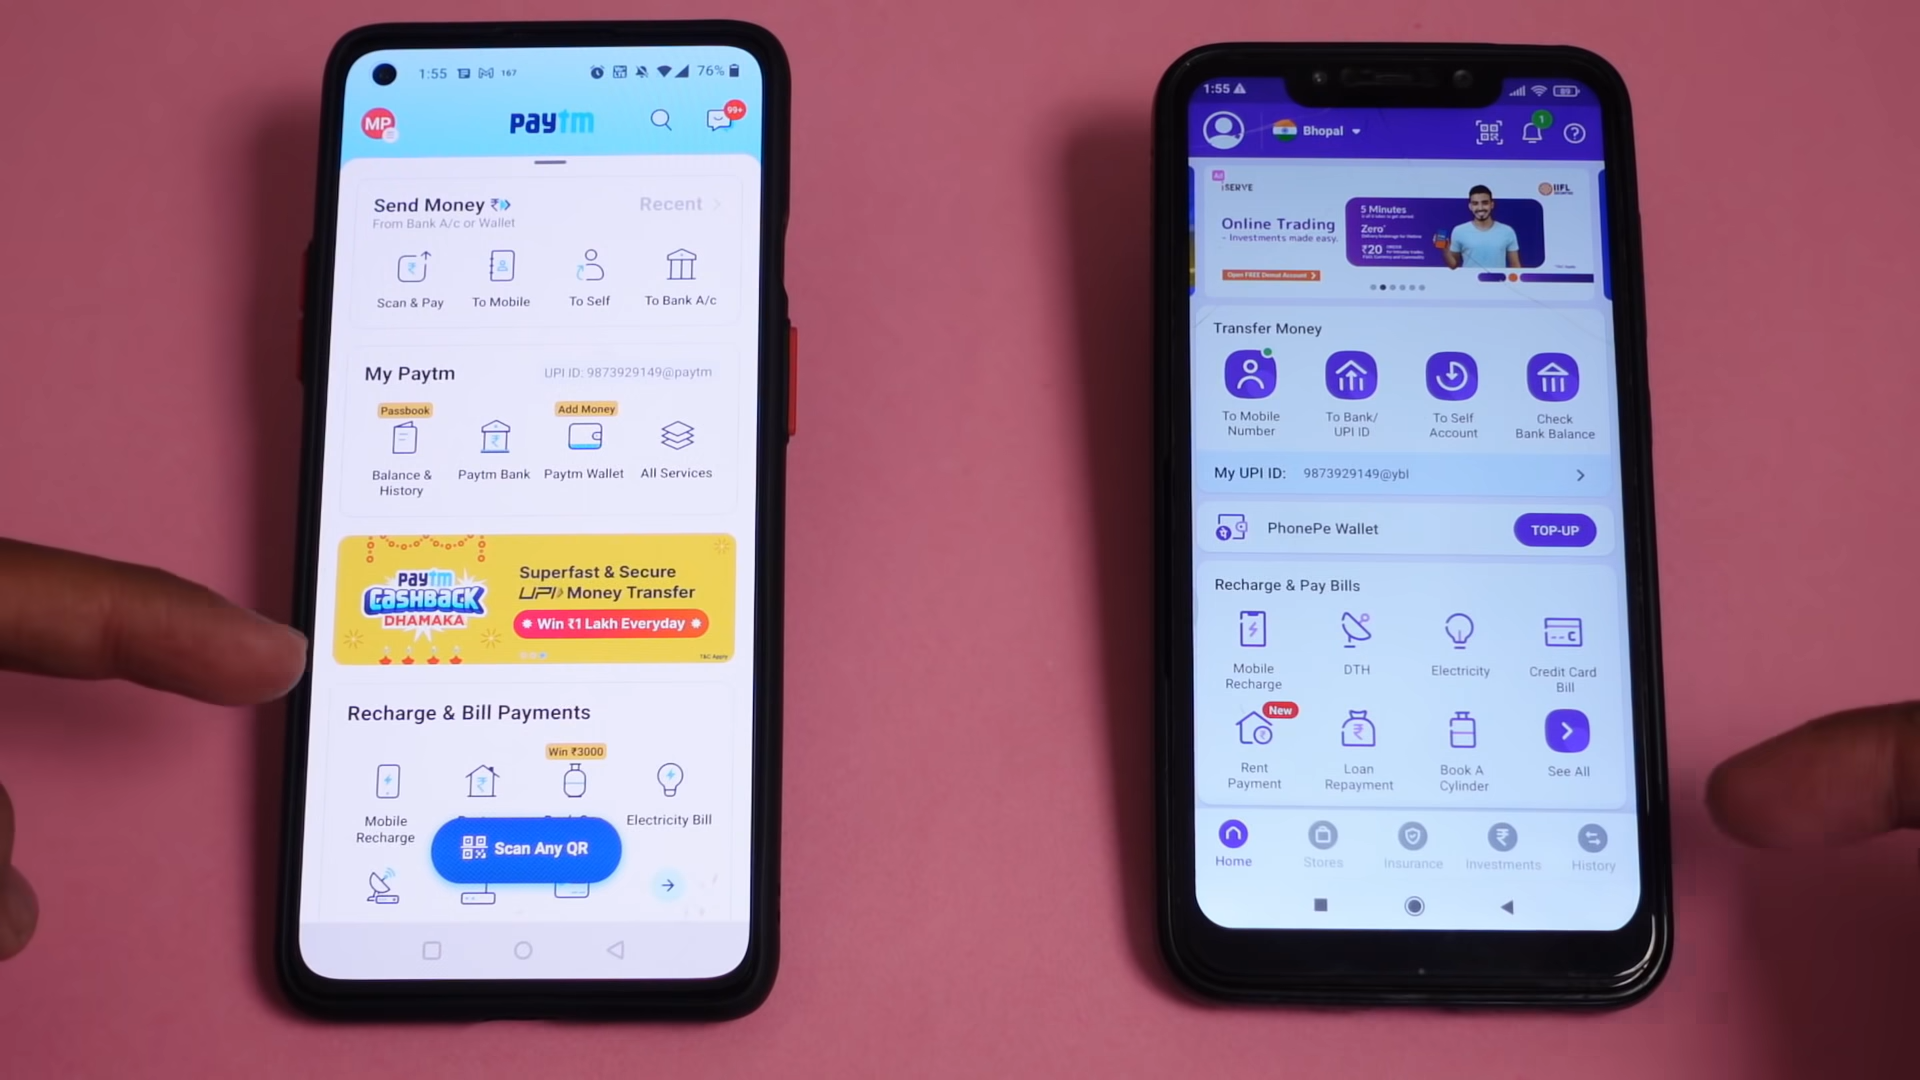 1:55
167
76%
MP
paytm
99+
Send Money
From Bank A/c or Wallet
Recent
Scan & Pay
To Mobile
To Self
To Bank A/c
My Paytm
UPI ID: 9873929149@paytm
Passbook
Add Money
Balance &
History
Paytm Bank
Paytm Wallet
All Services
paytm
CASHBACK
DHAMAKA
Superfast & Secure
UPI Money Transfer
Win ₹1 Lakh Everyday
T&C Apply
Recharge & Bill Payments
Win ₹3000
Mobile
Recharge
Electricity Bill
Scan Any QR
1:55
89
Bhopal
1
Ad
iSERVE
IIFL
Online Trading
- Investments made easy.
5 Minutes
Zero*
₹20
Open FREE Demat Account
Transfer Money
To Mobile
Number
To Bank/
UPI ID
To Self
Account
Check
Bank Balance
My UPI ID: 9873929149@ybl
PhonePe Wallet
TOP-UP
Recharge & Pay Bills
Mobile
Recharge
DTH
Electricity
Credit Card
Bill
New
Rent
Payment
Loan
Repayment
Book A
Cylinder
See All
Home
Stores
Insurance
Investments
History